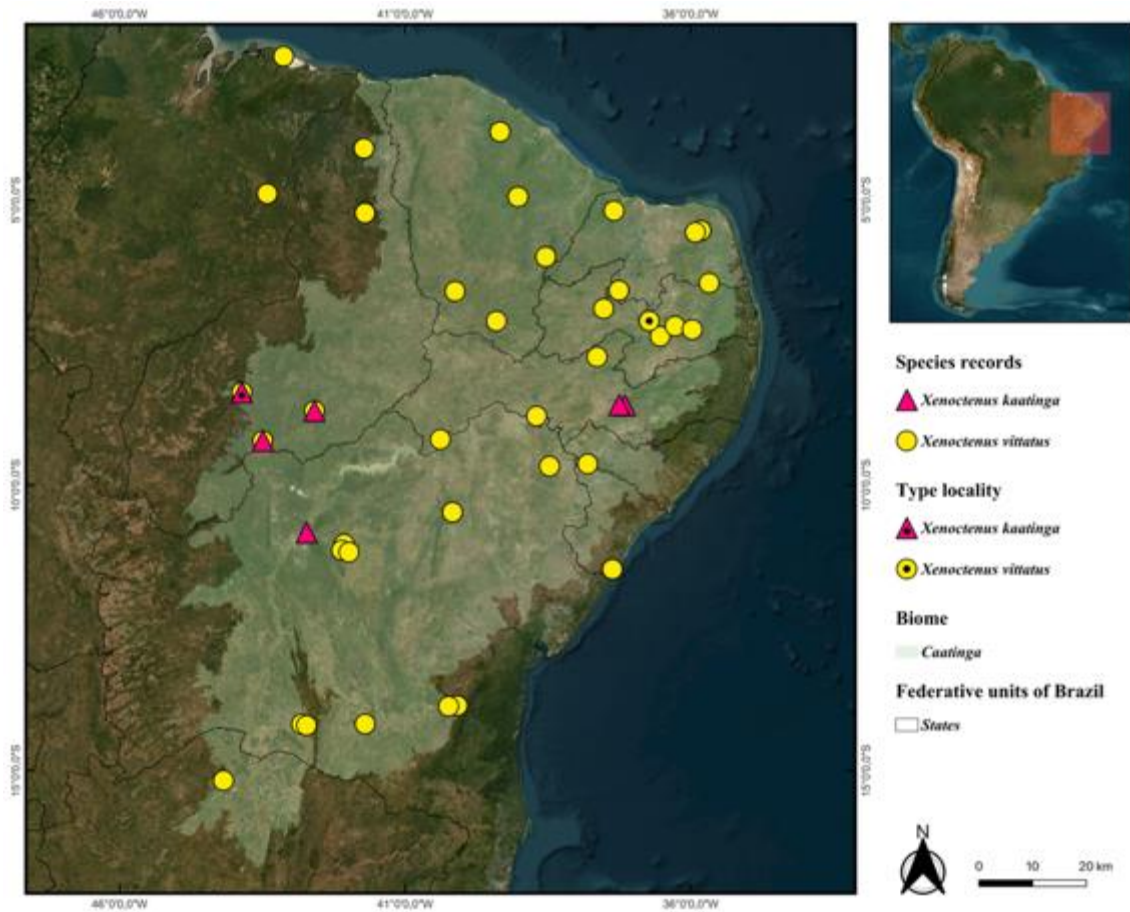 46°0'0.0"W 41°0'0.0"W 36°0'0.0"W
5°0'0.0"S 5°0'0.0"S
10°0'0.0"S 10°0'0.0"S
15°0'0.0"S 15°0'0.0"S
46°0'0.0"W 41°0'0.0"W 36°0'0.0"W
Species records
Xenoctenus kaatinga
Xenoctenus vittatus
Type locality
Xenoctenus kaatinga
Xenoctenus vittatus
Biome
Caatinga
Federative units of Brazil
States
N
0 10 20 km